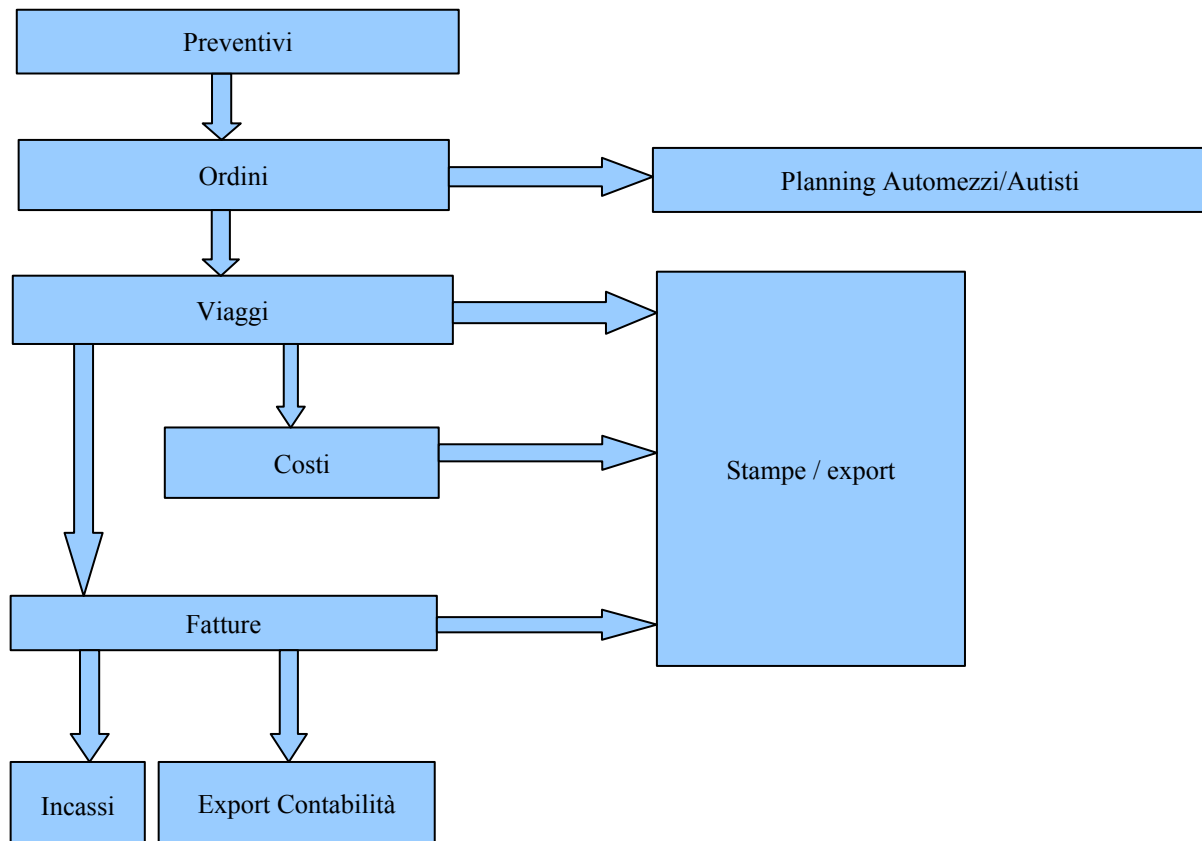 Preventivi
Ordini
Planning Automezzi/Autisti
Viaggi
Costi
Stampe / export
Fatture
Incassi
Export Contabilità